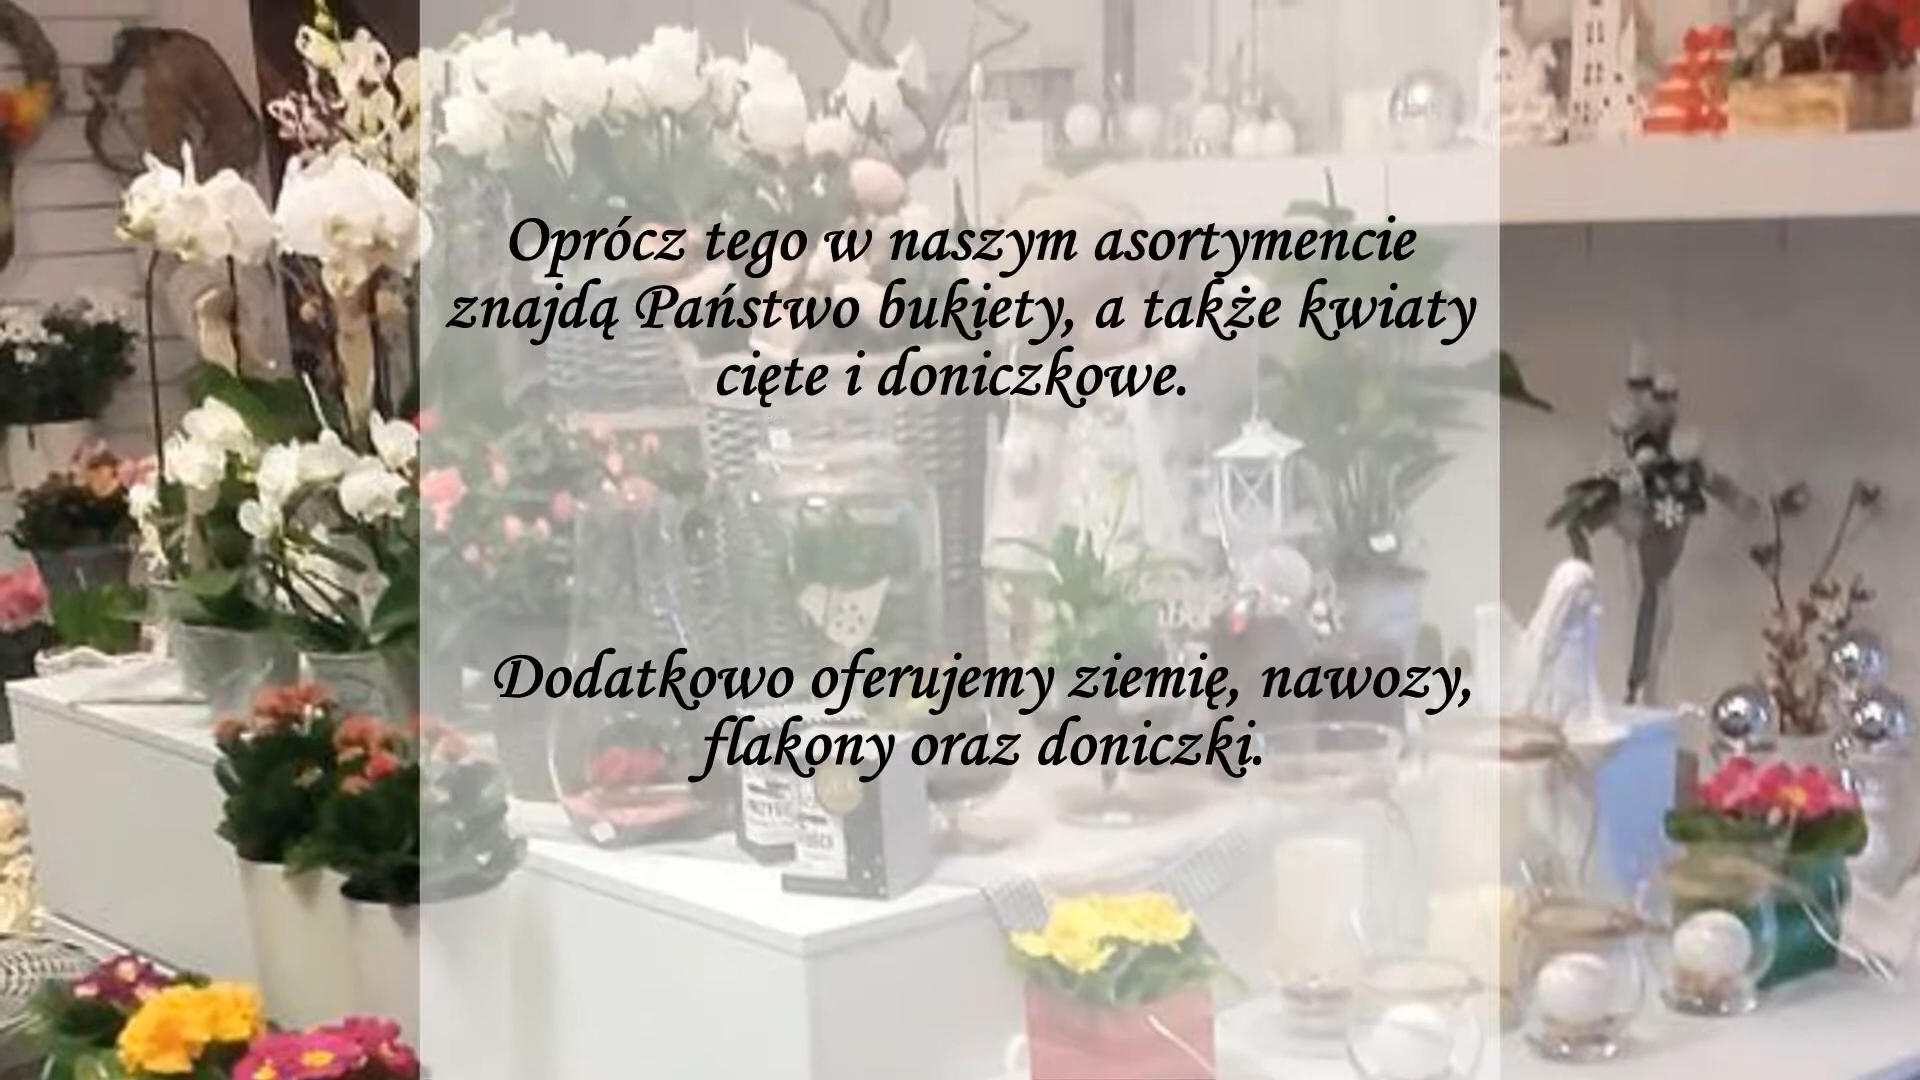 Oprócz tego w naszym asortymencie
znajdą Państwo bukiety, a także kwiaty
cięte i doniczkowe.
Dodatkowo oferujemy ziemię, nawozy,
flakony oraz doniczki.